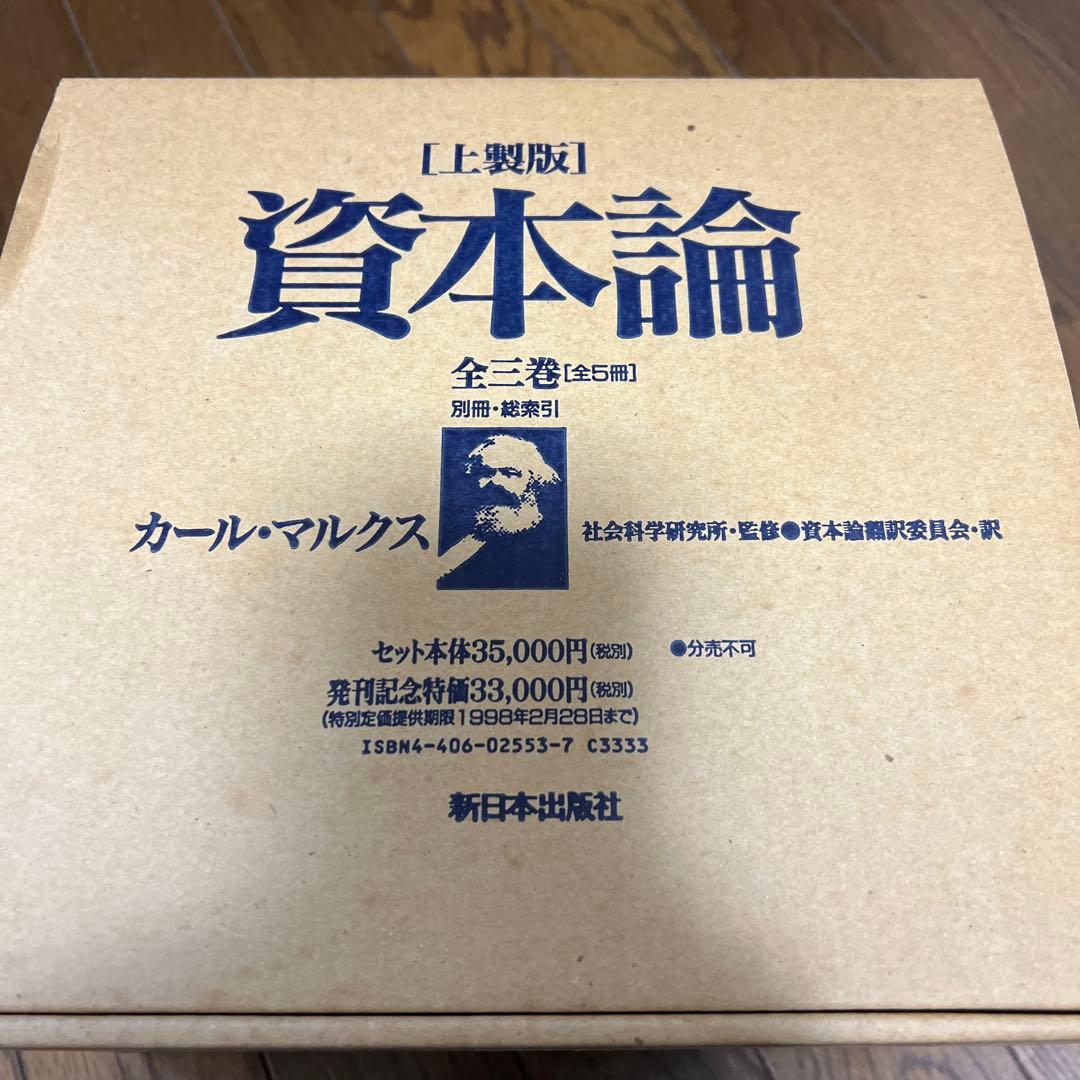 [上製版]
資本論
全三巻[全5冊]
別冊・総索引
カール・マルクス
社会科学研究所・監修●資本論翻訳委員会・訳
セット本体35,000円(税別) ●分売不可
発刊記念特価33,000円(税別)
(特別定価提供期限1998年2月28日まで)
ISBN4-406-02553-7 C3333
新日本出版社